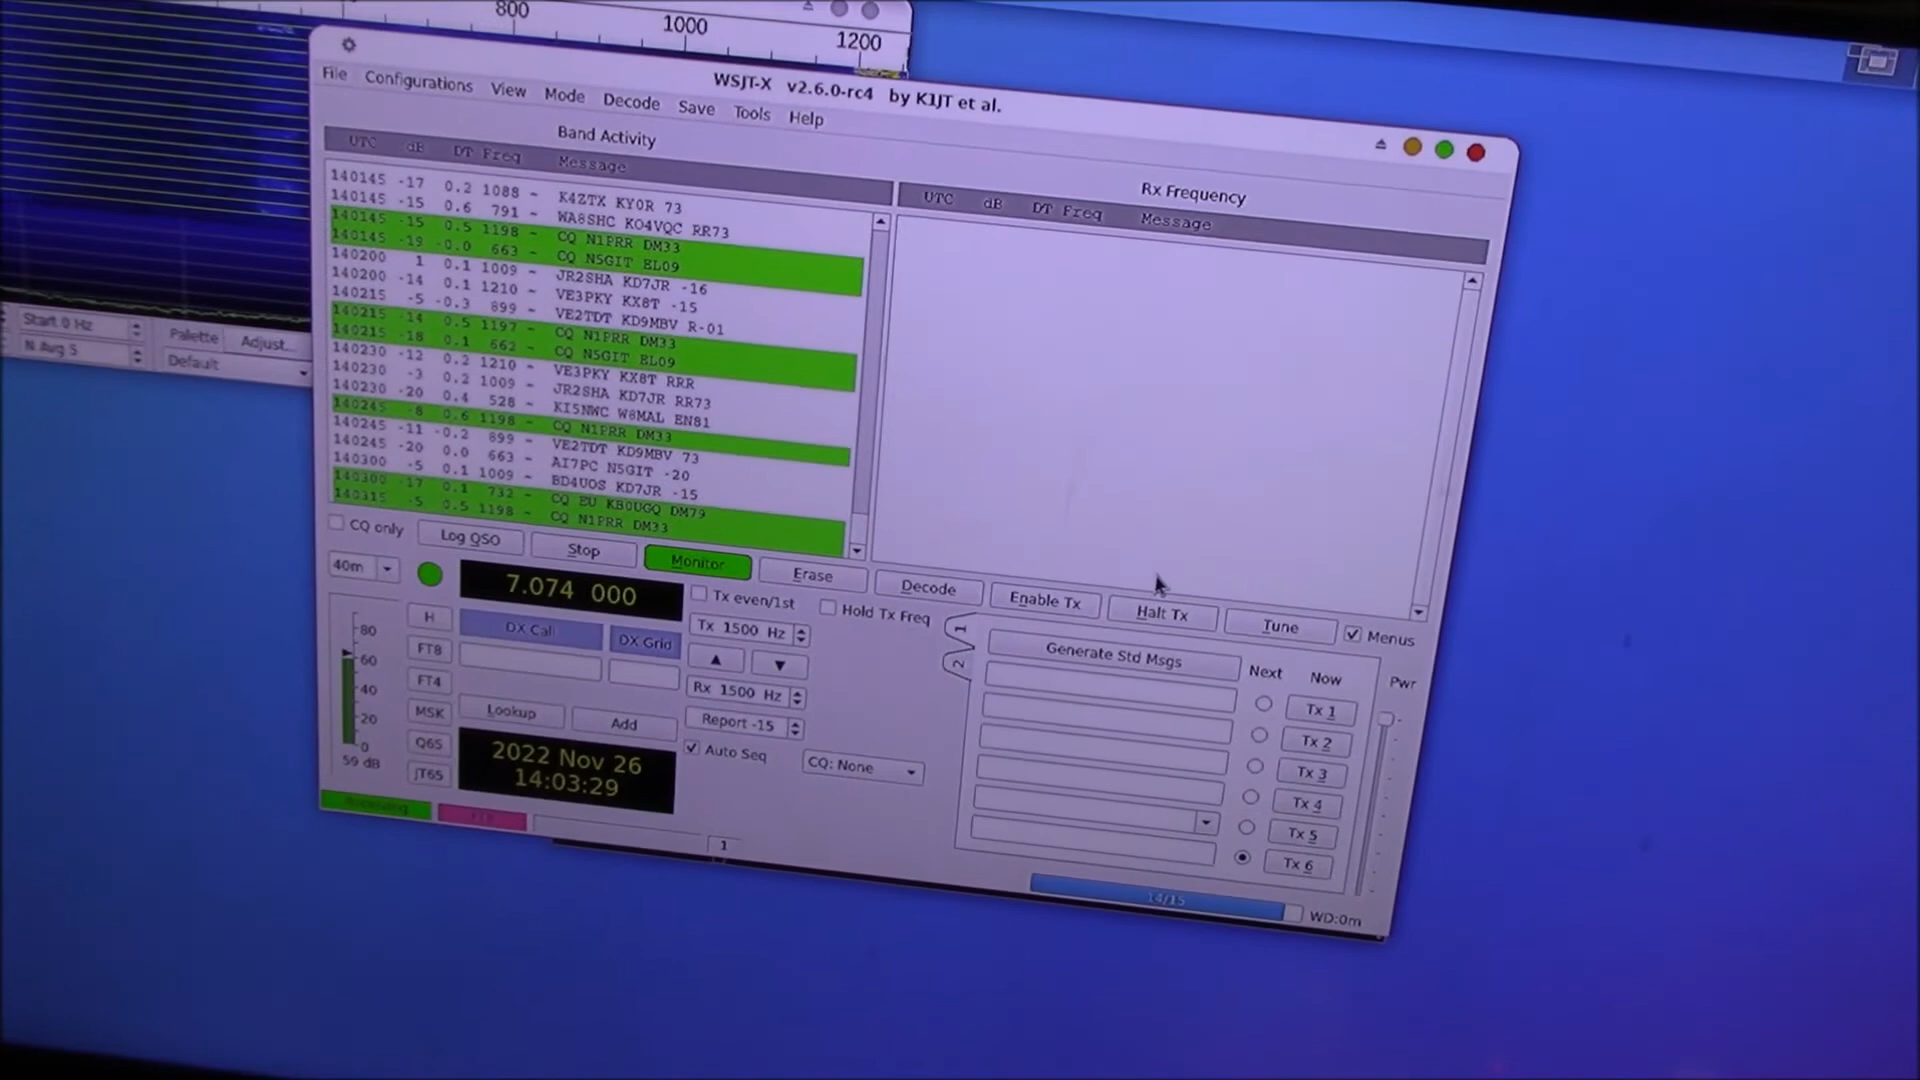 800 1000 1200
WSJT-X v2.6.0-rc4 by K1JT et al.
File Configurations View Mode Decode Save Tools Help
Band Activity
UTC dB DT Freq Message
140145 -17 0.2 1088 ~ K4ZTX KY0R 73
140145 -15 0.6 791 ~ WA8SHC KO4VQC RR73
140145 -15 0.5 1198 ~ CQ N1PRR DM33
140145 -19 -0.0 663 ~ CQ N5GIT EL09
140200 1 0.1 1009 ~ JR2SHA KD7JR -16
140200 -14 0.1 1210 ~ VE3PKY KX8T -15
140215 -5 -0.3 899 ~ VE2TDT KD9MBV R-01
140215 -14 0.5 1197 ~ CQ N1PRR DM33
140215 -18 0.1 662 ~ CQ N5GIT EL09
140230 -12 0.2 1210 ~ VE3PKY KX8T RRR
140230 -3 0.2 1009 ~ JR2SHA KD7JR RR73
140230 -20 0.4 528 ~ KI5NWC W8MAL EN81
140245 -8 0.6 1198 ~ CQ N1PRR DM33
140245 -11 -0.2 899 ~ VE2TDT KD9MBV 73
140245 -20 0.0 663 ~ AI7PC N5GIT -20
140300 -5 0.1 1009 ~ BD4UOS KD7JR -15
140300 -17 0.1 732 ~ CQ EU KB0UGQ DM79
140315 -5 0.5 1198 ~ CQ N1PRR DM33
Rx Frequency
UTC dB DT Freq Message
Start 0 Hz
Palette
Adjust...
N Avg 5
Default
CQ only
Log QSO
Stop
Monitor
Erase
Decode
Enable Tx
Halt Tx
Tune
Menus
40m
7.074 000
Tx even/1st
Hold Tx Freq
H
DX Call
DX Grid
Tx 1500 Hz
80
60
40
20
0
59 dB
FT8
FT4
MSK
Q65
JT65
Rx 1500 Hz
Lookup
Add
Report -15
2022 Nov 26
14:03:29
Auto Seq
CQ: None
1
2
Generate Std Msgs
Next
Now
Pwr
Tx 1
Tx 2
Tx 3
Tx 4
Tx 5
Tx 6
Receiving
FT8
1
14/15
WD:0m